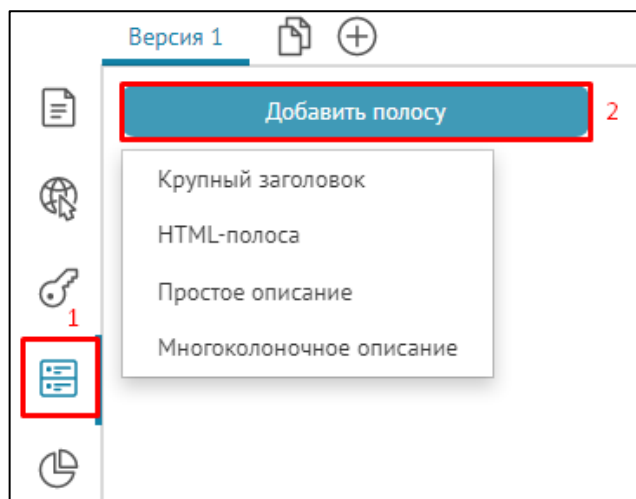 Версия 1
Добавить полосу 2
Крупный заголовок
HTML-полоса
Простое описание
1
Многоколоночное описание